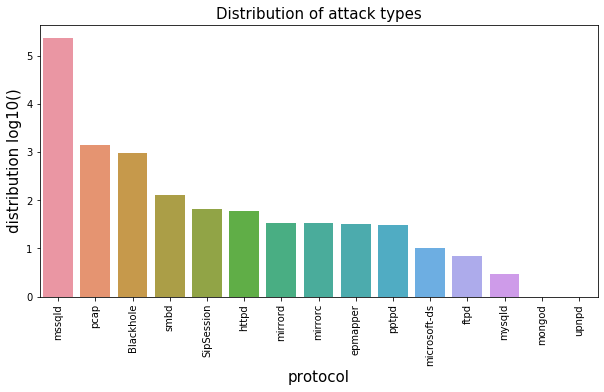 Distribution of attack types
distribution log10()
5
4
3
2
1
0
mssqld
pcap
Blackhole
smbd
SipSession
httpd
mirrord
mirrorc
epmapper
pptpd
microsoft-ds
ftpd
mysqld
mongod
upnpd
protocol